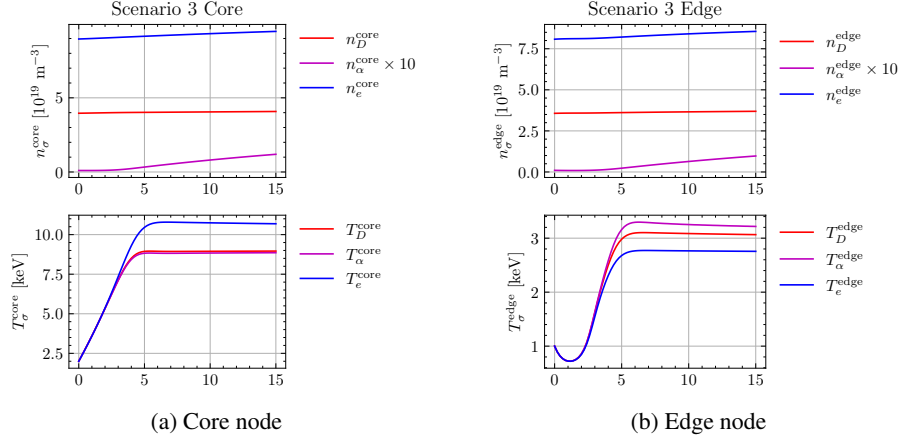 Scenario 3 Core
n_D^core
n_α^core × 10
n_e^core
n_σ^core [10^19 m^−3]
5
0
0 5 10 15
T_D^core
T_α^core
T_e^core
T_σ^core [keV]
10.0
7.5
5.0
2.5
0 5 10 15
(a) Core node
Scenario 3 Edge
n_D^edge
n_α^edge × 10
n_e^edge
n_σ^edge [10^19 m^−3]
7.5
5.0
2.5
0.0
0 5 10 15
T_D^edge
T_α^edge
T_e^edge
T_σ^edge [keV]
3
2
1
0 5 10 15
(b) Edge node